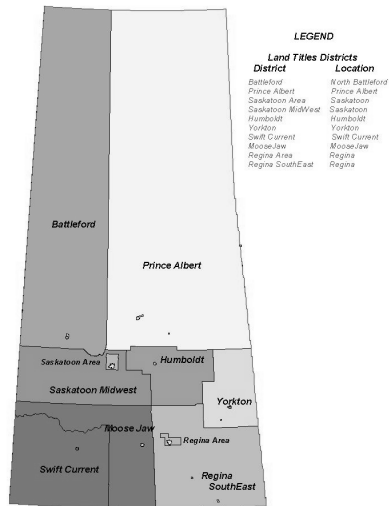 LEGEND
Land Titles Districts
District Location
Battleford North Battleford
Prince Albert Prince Albert
Saskatoon Area Saskatoon
Saskatoon MidWest Saskatoon
Humboldt Humboldt
Yorkton Yorkton
Swift Current Swift Current
MooseJaw MooseJaw
Regina Area Regina
Regina SouthEast Regina
Battleford
Prince Albert
Saskatoon Area
Humboldt
Saskatoon Midwest
Yorkton
Moose Jaw
Regina Area
Swift Current
Regina
SouthEast